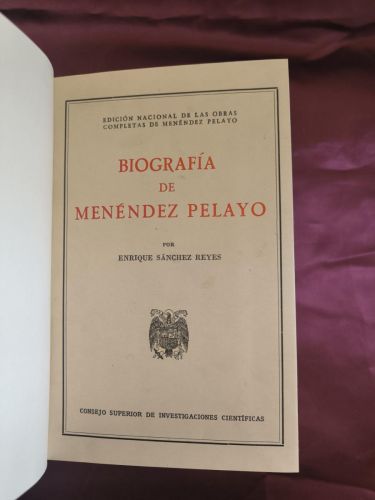 EDICIÓN NACIONAL DE LAS OBRAS
COMPLETAS DE MENÉNDEZ PELAYO
BIOGRAFÍA
DE
MENÉNDEZ PELAYO
POR
ENRIQUE SÁNCHEZ REYES
CONSEJO SUPERIOR DE INVESTIGACIONES CIENTÍFICAS